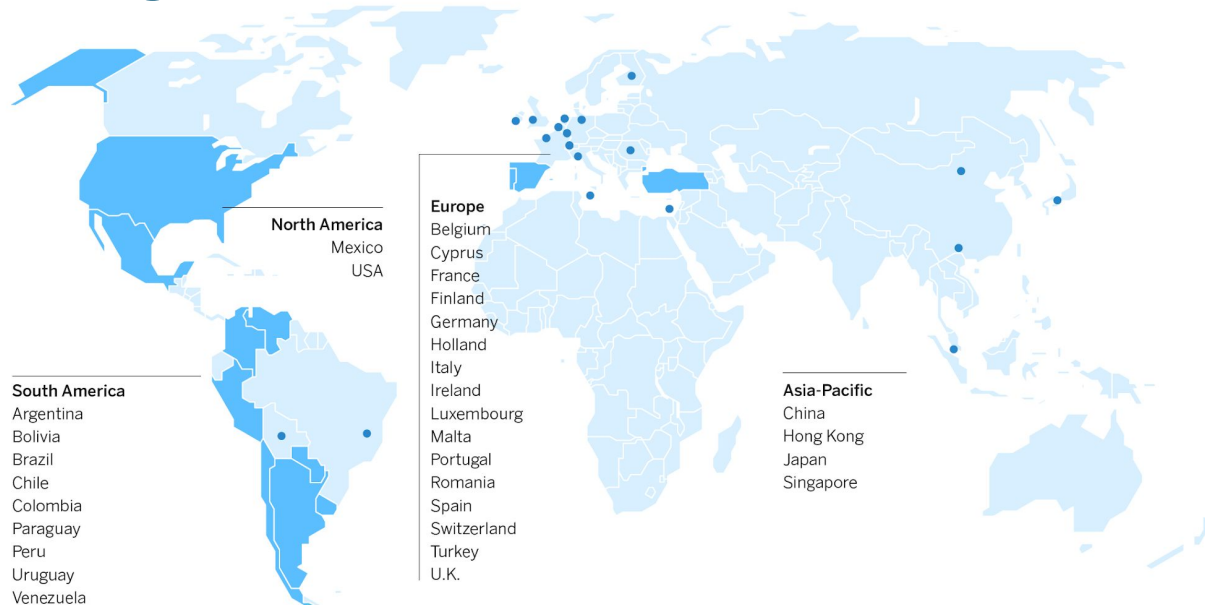 North America
Mexico
USA
South America
Argentina
Bolivia
Brazil
Chile
Colombia
Paraguay
Peru
Uruguay
Venezuela
Europe
Belgium
Cyprus
France
Finland
Germany
Holland
Italy
Ireland
Luxembourg
Malta
Portugal
Romania
Spain
Switzerland
Turkey
U.K.
Asia-Pacific
China
Hong Kong
Japan
Singapore